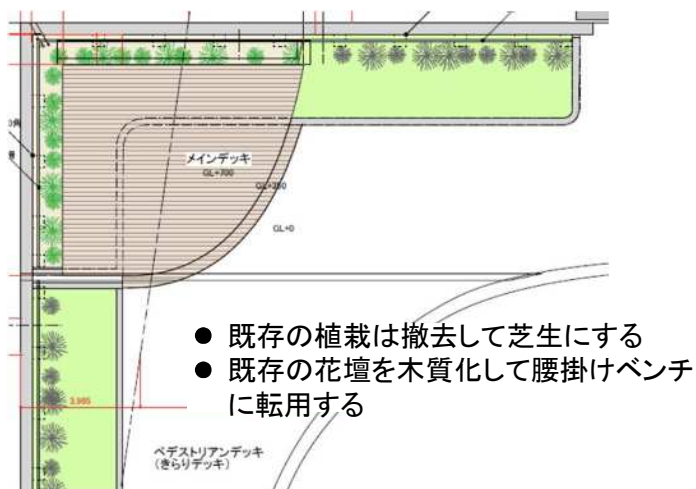 メインデッキ
GL+700
GL+350
GL+0
● 既存の植栽は撤去して芝生にする
● 既存の花壇を木質化して腰掛けベンチ
に転用する
3.985
ペデストリアンデッキ
(きらりデッキ)